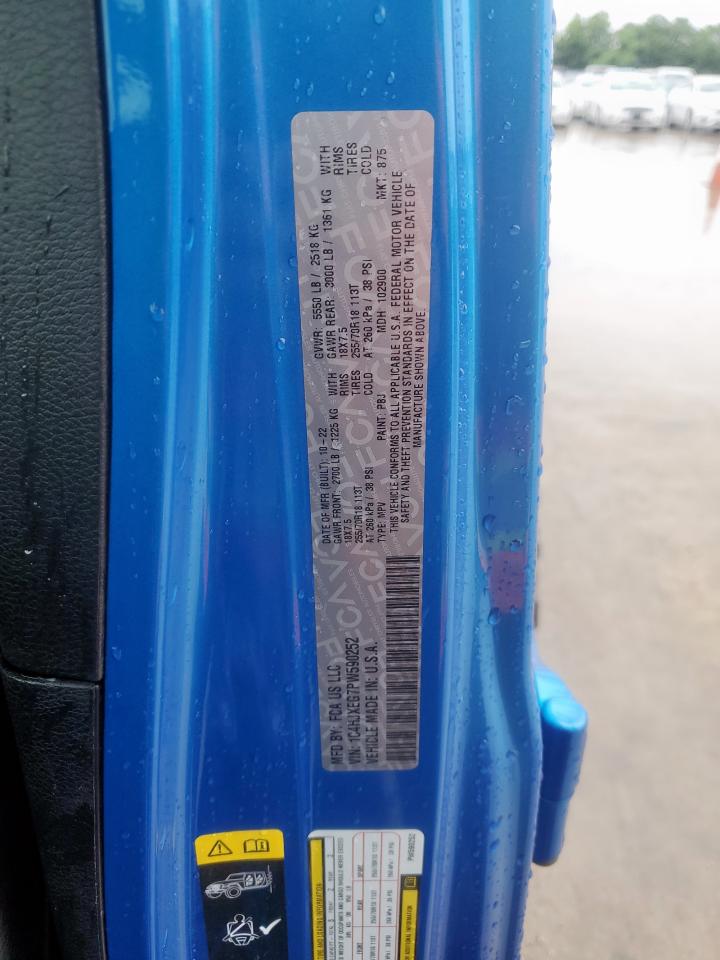 MFD BY: FCA US LLC
DATE OF MFR (BUILT): 10-22
GVWR: 5550 LB / 2518 KG
GAWR FRONT: 2700 LB / 1225 KG WITH
GAWR REAR: 3000 LB / 1361 KG WITH
18X7.5 RIMS
18X7.5 RIMS
255/70R18 113T TIRES
255/70R18 113T TIRES
AT 260 kPa / 38 PSI COLD
AT 260 kPa / 38 PSI COLD
VIN: 1C4HJXEG7PW590252
TYPE: MPV PAINT: PBJ MDH: 102900 MKT: 875
VEHICLE MADE IN: U.S.A.
THIS VEHICLE CONFORMS TO ALL APPLICABLE U.S.A. FEDERAL MOTOR VEHICLE
SAFETY AND THEFT PREVENTION STANDARDS IN EFFECT ON THE DATE OF
MANUFACTURE SHOWN ABOVE.
PW590252